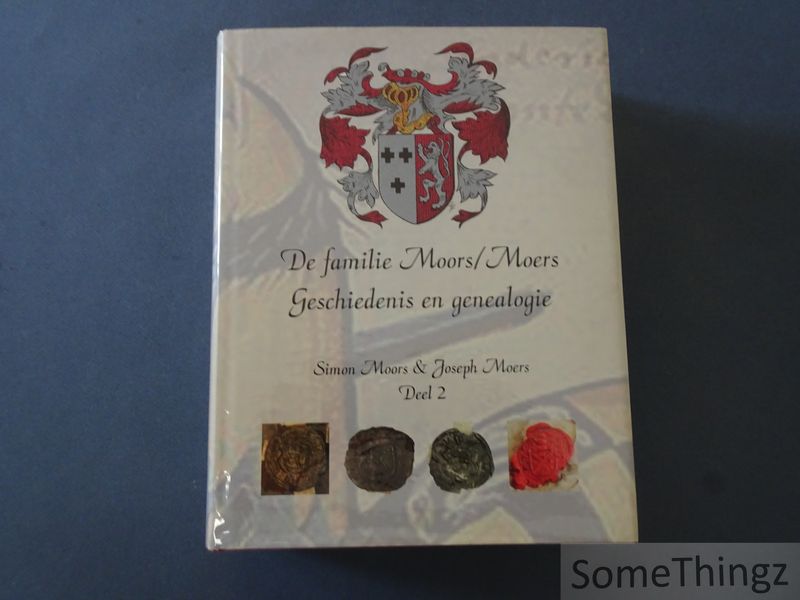 De familie Moors/Moers
Geschiedenis en genealogie
Simon Moors & Joseph Moers
Deel 2
SomeThingz